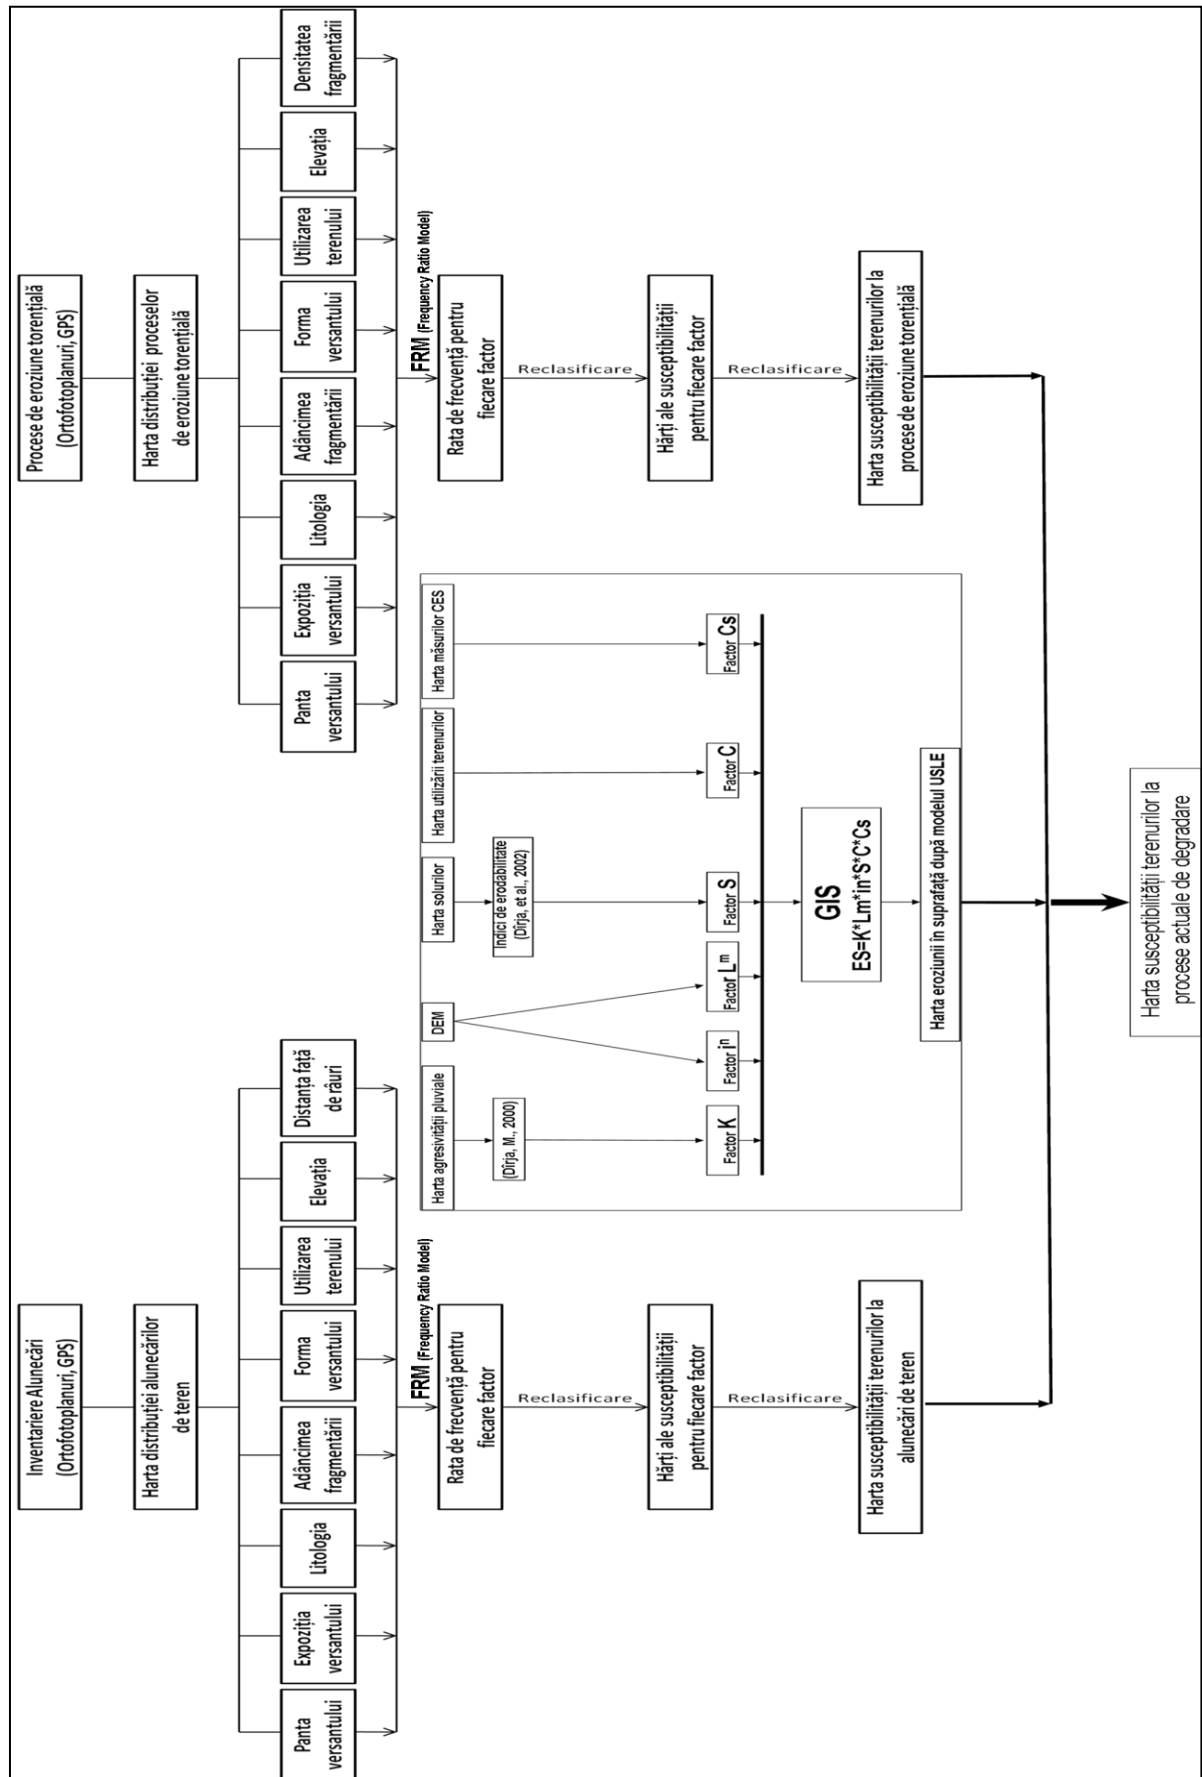 Inventariere Alunecări
(Ortofotoplanuri, GPS)
Harta distribuției alunecărilor
de teren
Panta
versantului
Expoziția
versantului
Litologia
Adâncimea
fragmentării
Forma
versantului
Utilizarea
terenului
Elevația
Distanța față
de râuri
FRM (Frequency Ratio Model)
Rata de frecvență pentru
fiecare factor
Reclasificare
Hărți ale susceptibilității
pentru fiecare factor
Reclasificare
Harta susceptibilității terenurilor la
alunecări de teren
Harta agresivității pluviale
DEM
Harta solurilor
Harta utilizării terenurilor
Harta măsurilor CES
(Dîrja, M., 2000)
Indici de erodabilitate
(Dîrja, et al., 2002)
Factor K
Factor in
Factor Lm
Factor S
Factor C
Factor Cs
GIS
ES=K*Lm*in*S*C*Cs
Harta eroziunii în suprafață după modelul USLE
Procese de eroziune torențială
(Ortofotoplanuri, GPS)
Harta distribuției proceselor
de eroziune torențială
Panta
versantului
Expoziția
versantului
Litologia
Adâncimea
fragmentării
Forma
versantului
Utilizarea
terenului
Elevația
Densitatea
fragmentării
FRM (Frequency Ratio Model)
Rata de frecvență pentru
fiecare factor
Reclasificare
Hărți ale susceptibilității
pentru fiecare factor
Reclasificare
Harta susceptibilității terenurilor la
procese de eroziune torențială
Harta susceptibilității terenurilor la
procese actuale de degradare